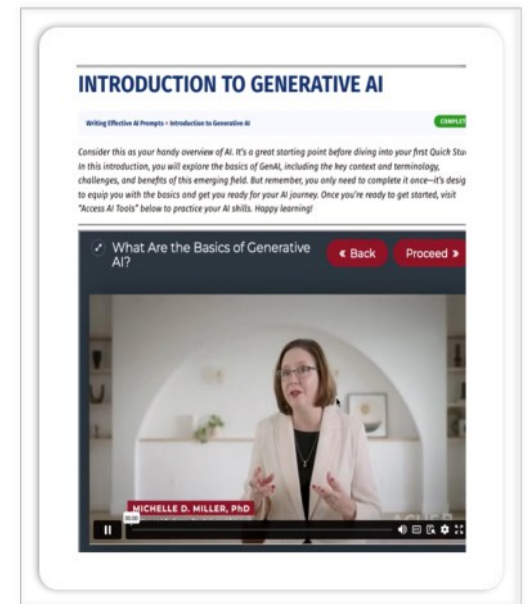 INTRODUCTION TO GENERATIVE AI
Writing Effective AI Prompts > Introduction to Generative AI
COMPLET
Consider this as your handy overview of AI. It's a great starting point before diving into your first Quick Stu
In this introduction, you will explore the basics of GenAI, including the key context and terminology,
challenges, and benefits of this emerging field. But remember, you only need to complete it once—it's desig
to equip you with the basics and get you ready for your AI journey. Once you're ready to get started, visit
"Access AI Tools" below to practice your AI skills. Happy learning!
What Are the Basics of Generative
AI?
« Back
Proceed »
MICHELLE D. MILLER, PhD
00:00